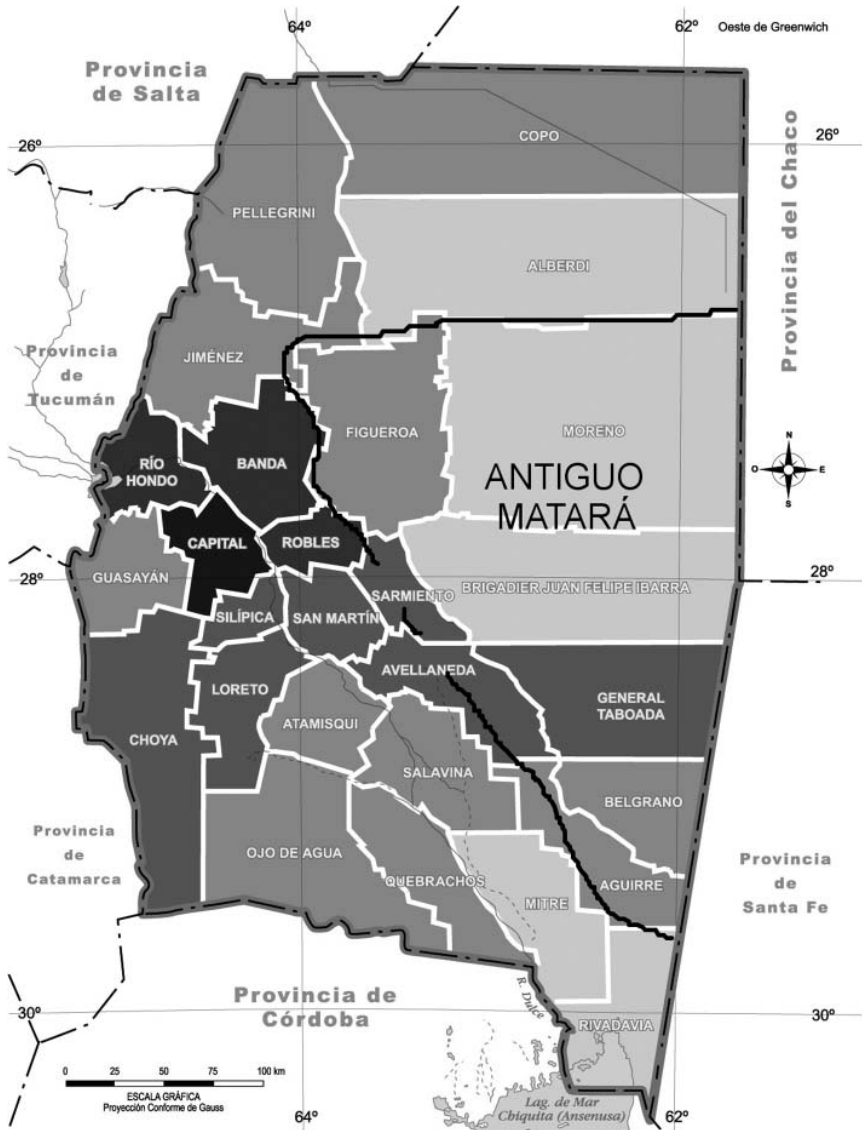 64º
62º
Oeste de Greenwich
Provincia
de Salta
COPO
26º
26º
Provincia del Chaco
PELLEGRINI
ALBERDI
Provincia
de
Tucumán
JIMÉNEZ
FIGUEROA
MORENO
RÍO
HONDO
BANDA
ANTIGUO
MATARÁ
N
O
E
S
CAPITAL
ROBLES
GUASAYÁN
28º
28º
SARMIENTO
BRIGADIER JUAN FELIPE IBARRA
SILÍPICA
SAN MARTÍN
AVELLANEDA
LORETO
GENERAL
TABOADA
CHOYA
ATAMISQUI
SALAVINA
BELGRANO
Provincia
de
Catamarca
OJO DE AGUA
QUEBRACHOS
MITRE
AGUIRRE
Provincia
de
Santa Fe
Provincia de
Córdoba
R. Dulce
30º
30º
RIVADAVIA
0 25 50 75 100 km
ESCALA GRÁFICA
Proyección Conforme de Gauss
Lag. de Mar
Chiquita (Ansenusa)
64º
62º